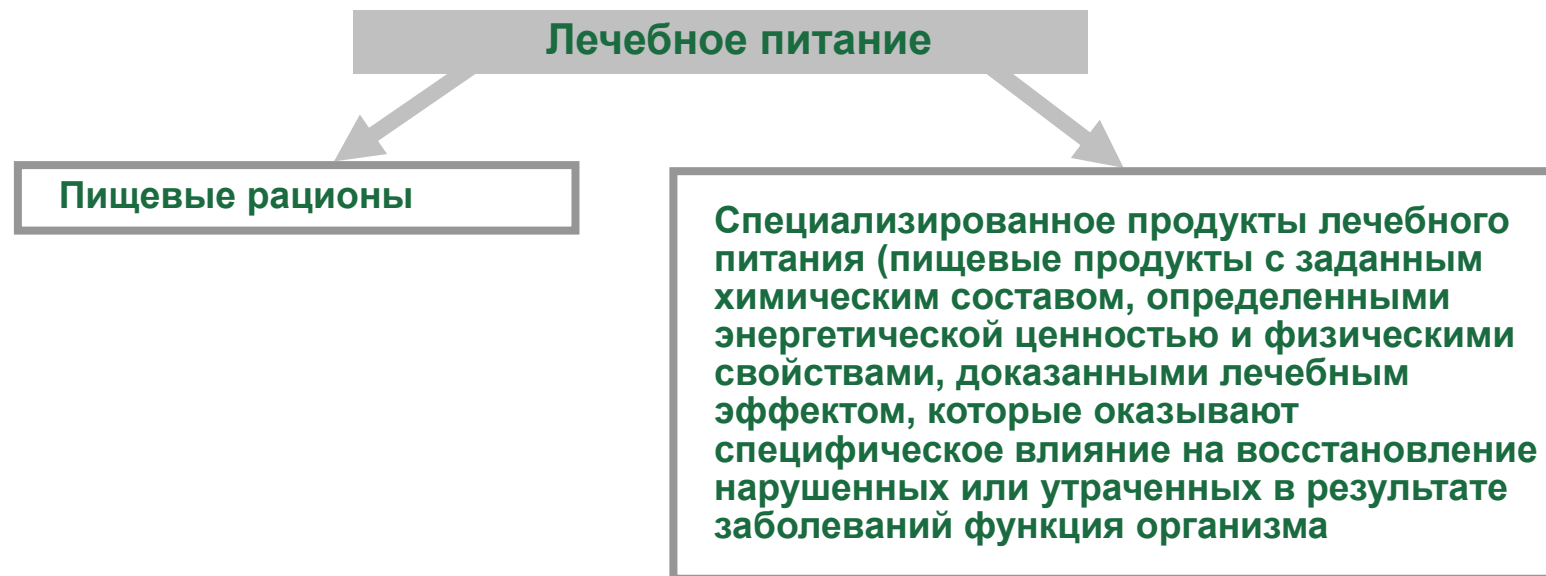 Лечебное питание
Пищевые рационы
Специализированное продукты лечебного
питания (пищевые продукты с заданным
химическим составом, определенными
энергетической ценностью и физическими
свойствами, доказанными лечебным
эффектом, которые оказывают
специфическое влияние на восстановление
нарушенных или утраченных в результате
заболеваний функция организма